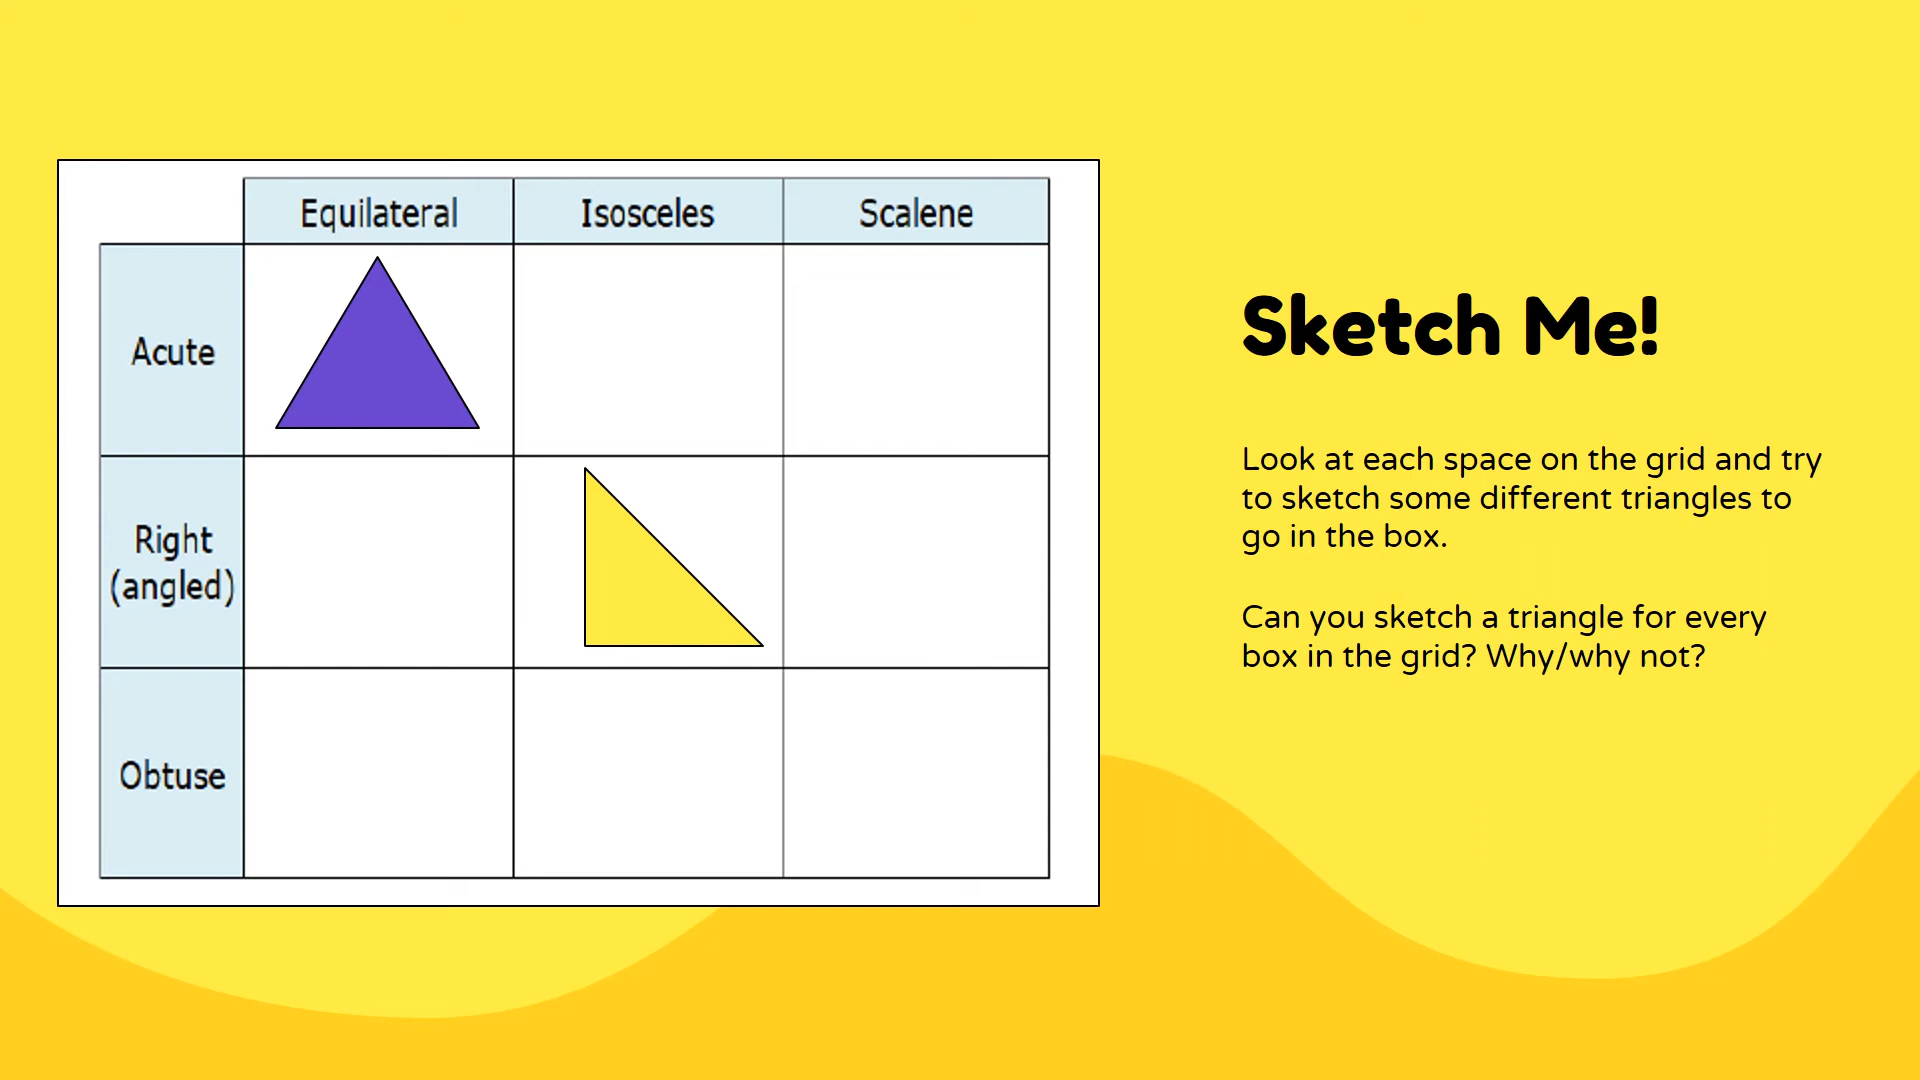 Equilateral Isosceles Scalene
Acute
Right
(angled)
Obtuse
Sketch Me!
Look at each space on the grid and try
to sketch some different triangles to
go in the box.
Can you sketch a triangle for every
box in the grid? Why/why not?